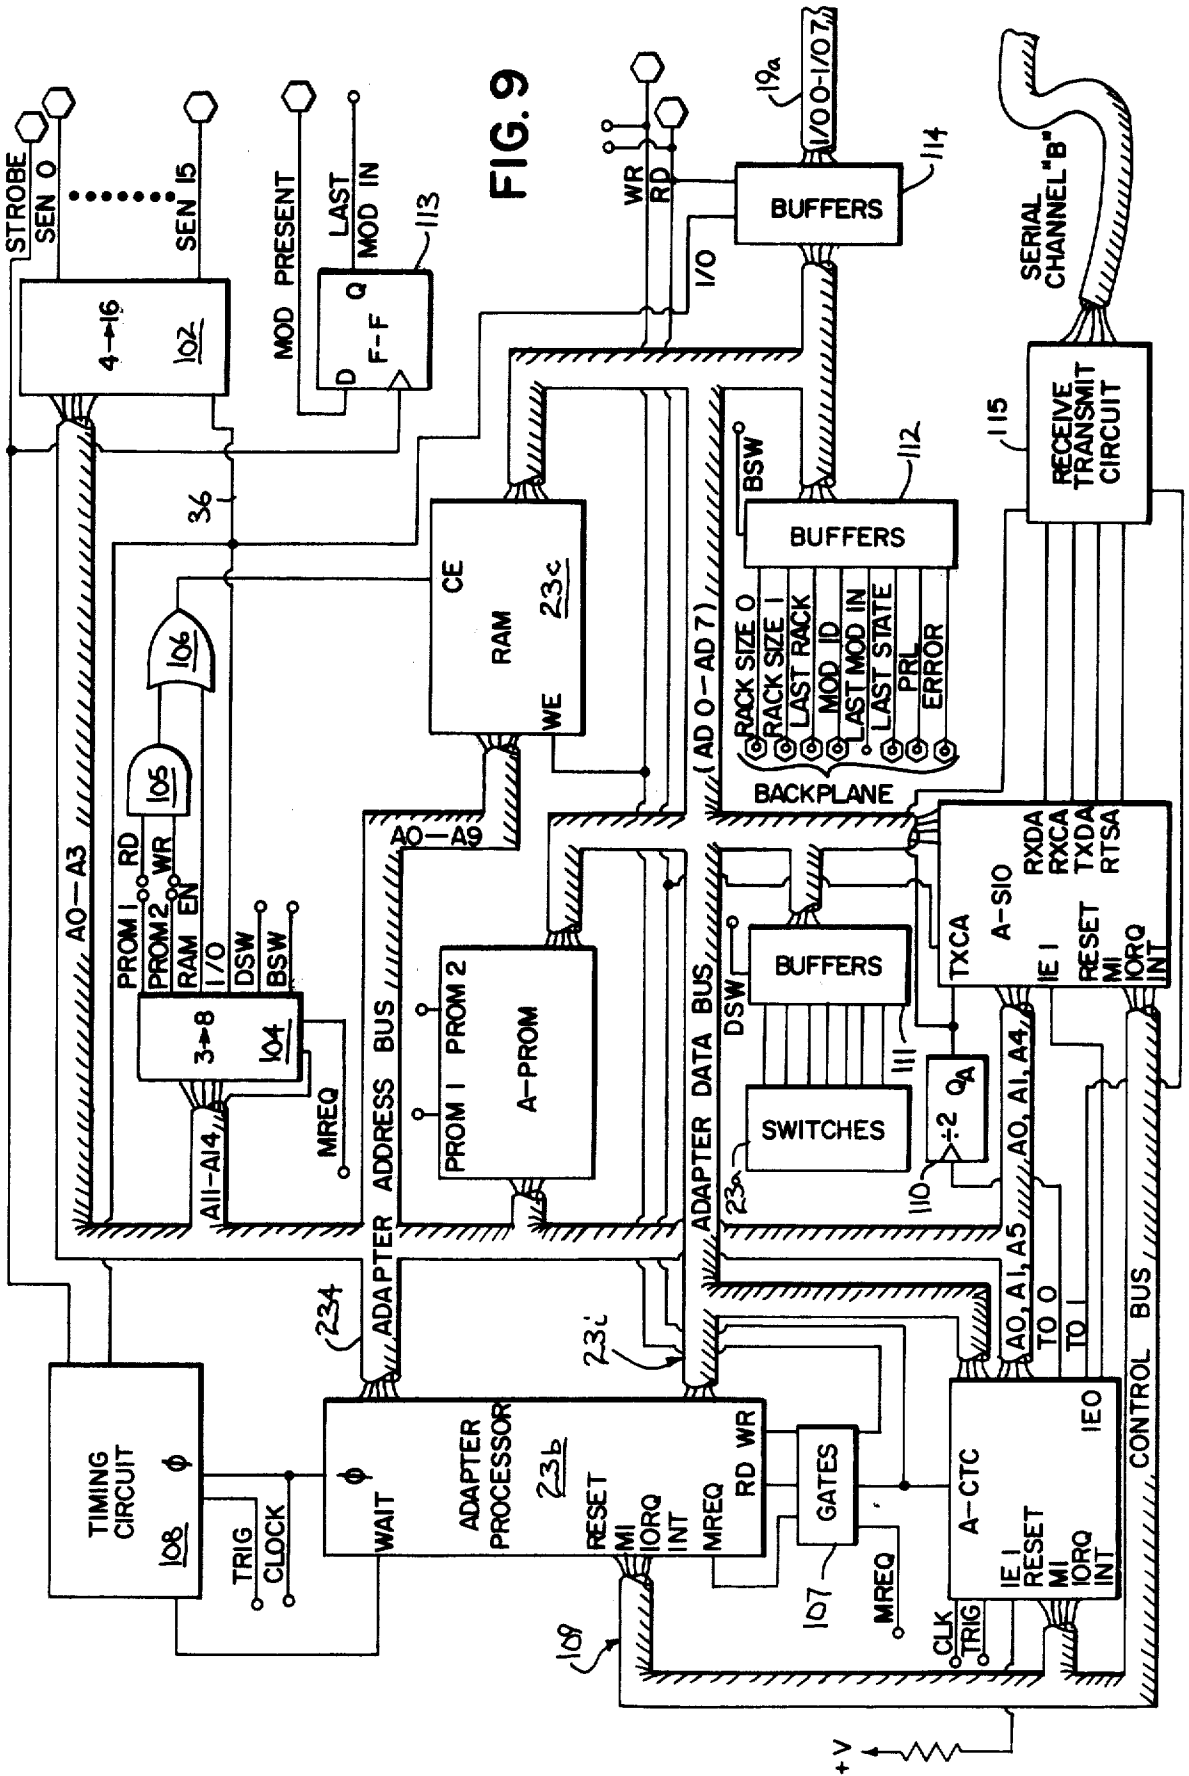 FIG. 9
STROBE
SEN 0
SEN 15
4→16
102
MOD PRESENT
LAST
MOD IN
D
Q
F-F
113
A0—A3
36
106
105
RD
WR
PROM 1
PROM 2
RAM EN
I/O
DSW
BSW
3→8
104
MREQ
A11-A14
CE
RAM
23c
WE
A0—A9
WR
RD
I/O
19a
I/O 0-I/O 7
BUFFERS
114
SERIAL
CHANNEL "B"
RECEIVE
TRANSMIT
CIRCUIT
115
BSW
BUFFERS
112
RACK SIZE 0
RACK SIZE 1
LAST RACK
MOD ID
LAST MOD IN
LAST STATE
PRL
ERROR
BACKPLANE
(AD 0—AD 7)
ADAPTER DATA BUS
ADAPTER ADDRESS BUS
PROM 1
PROM 2
A-PROM
DSW
BUFFERS
111
SWITCHES
23a
RXDA
RXCA
TXDA
RTSA
A-SIO
TXCA
IE I
RESET
MI
IORQ
INT
÷2
QA
110
A0, A1, A4
A0, A1, A5
TO 0
TO 1
CONTROL BUS
TIMING
CIRCUIT
ϕ
108
TRIG
CLOCK
234
23i
ϕ
WAIT
ADAPTER
PROCESSOR
23b
RESET
MI
IORQ
INT
MREQ
RD
WR
GATES
107
MREQ
109
A-CTC
IEO
IE I
RESET
MI
IORQ
INT
CLK
TRIG
+V